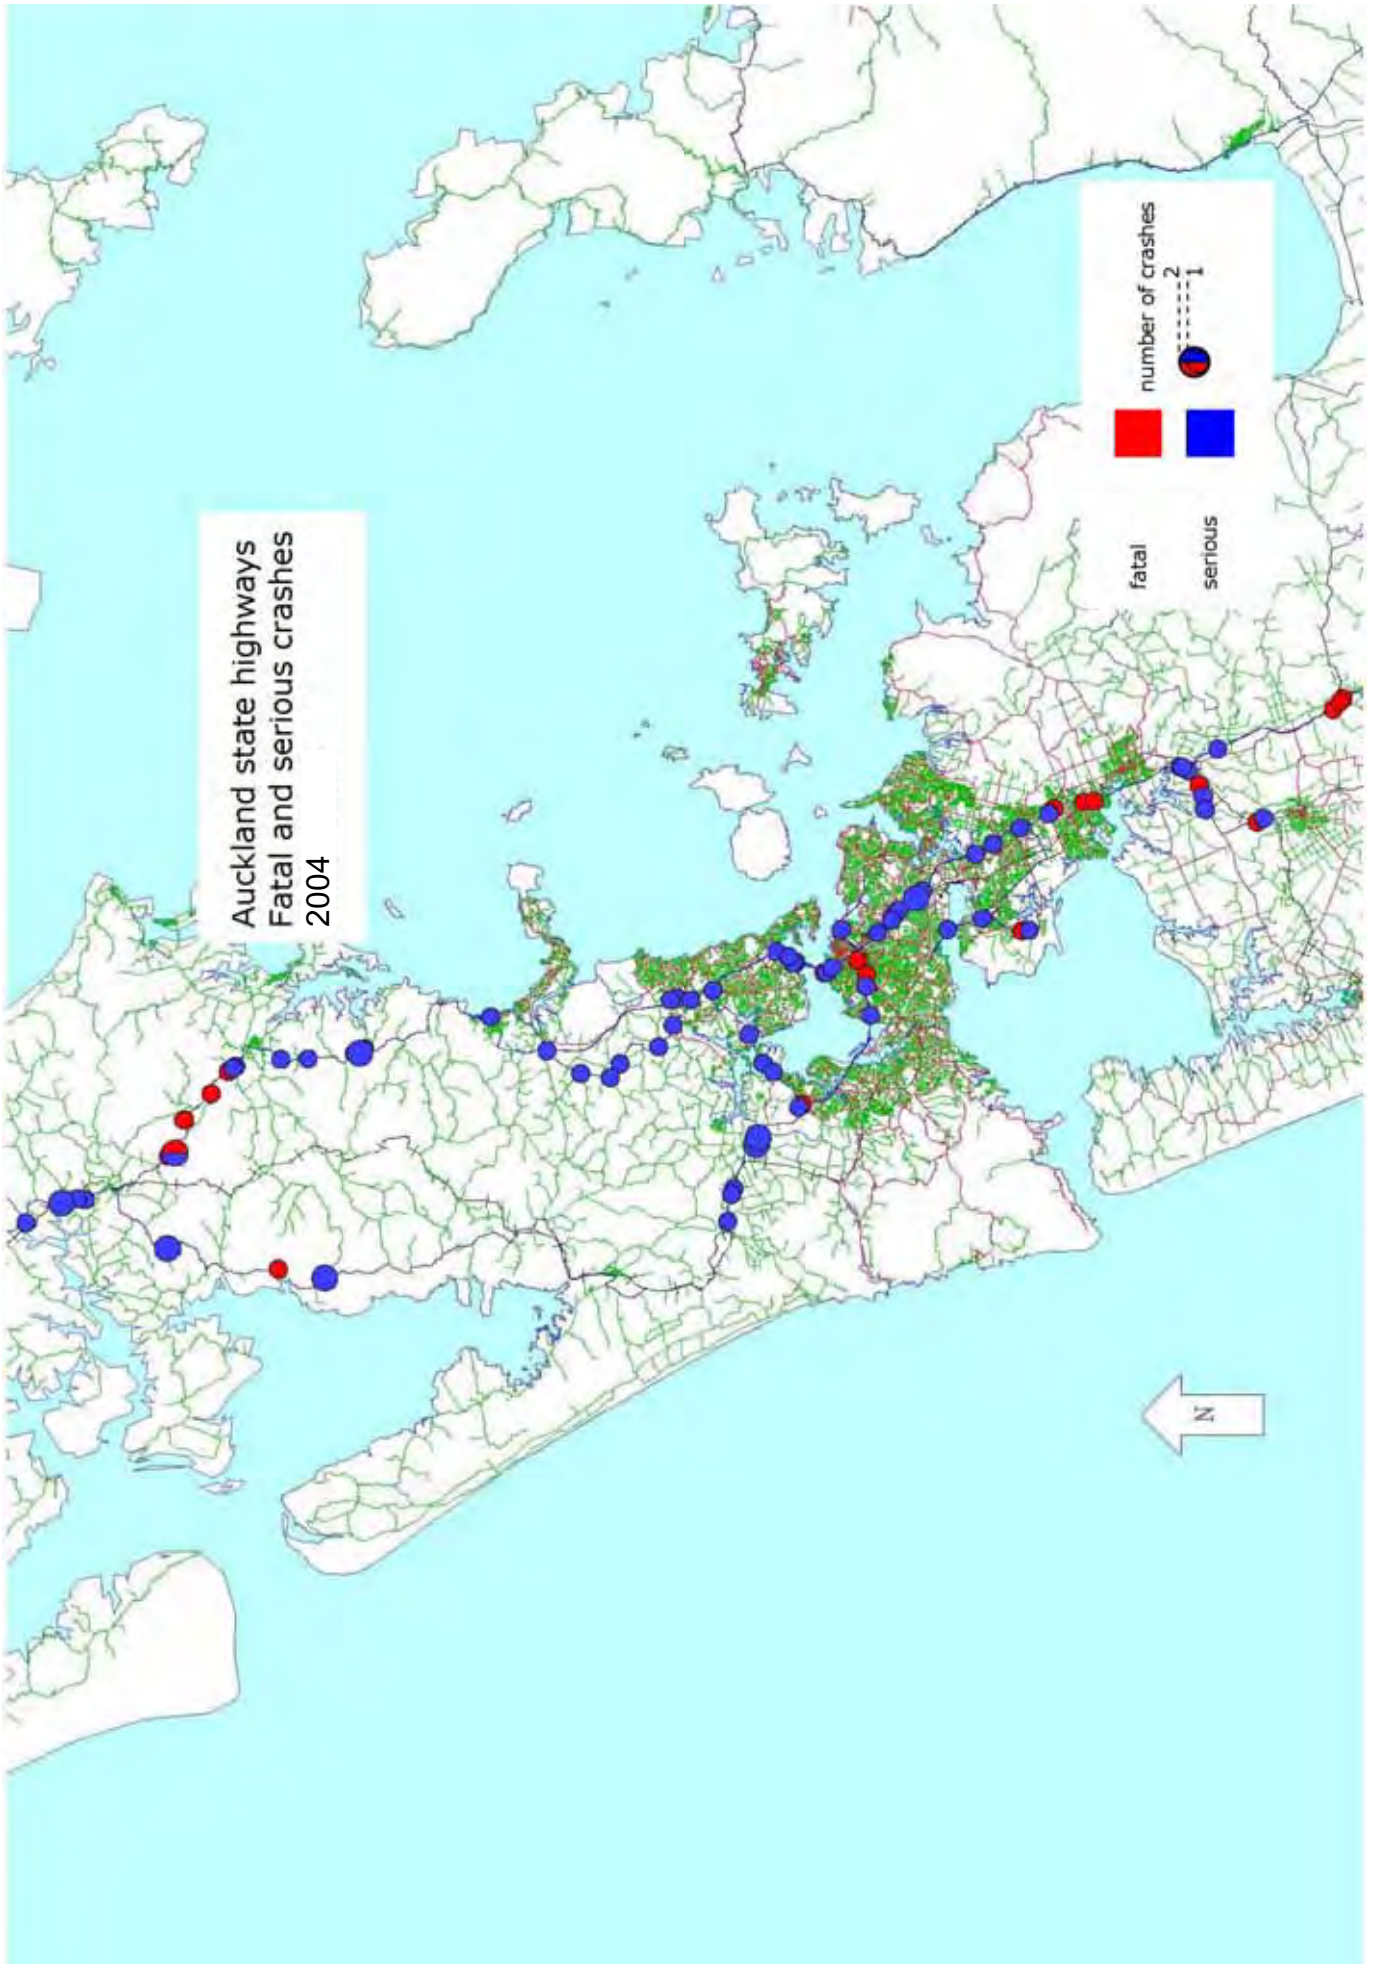 Auckland state highways
Fatal and serious crashes
2004
number of crashes
2
1
fatal
serious
N